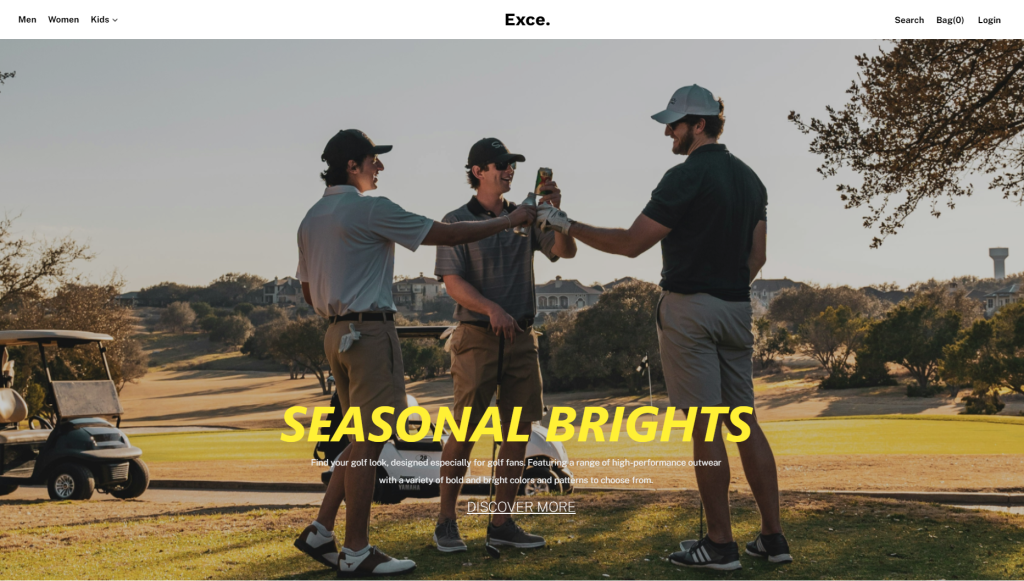 Men Women Kids
Exce.
Search Bag(0) Login
SEASONAL BRIGHTS
Find your golf look, designed especially for golf fans. Featuring a range of high-performance outwear
with a variety of bold and bright colors and patterns to choose from.
DISCOVER MORE
28
YAMAHA